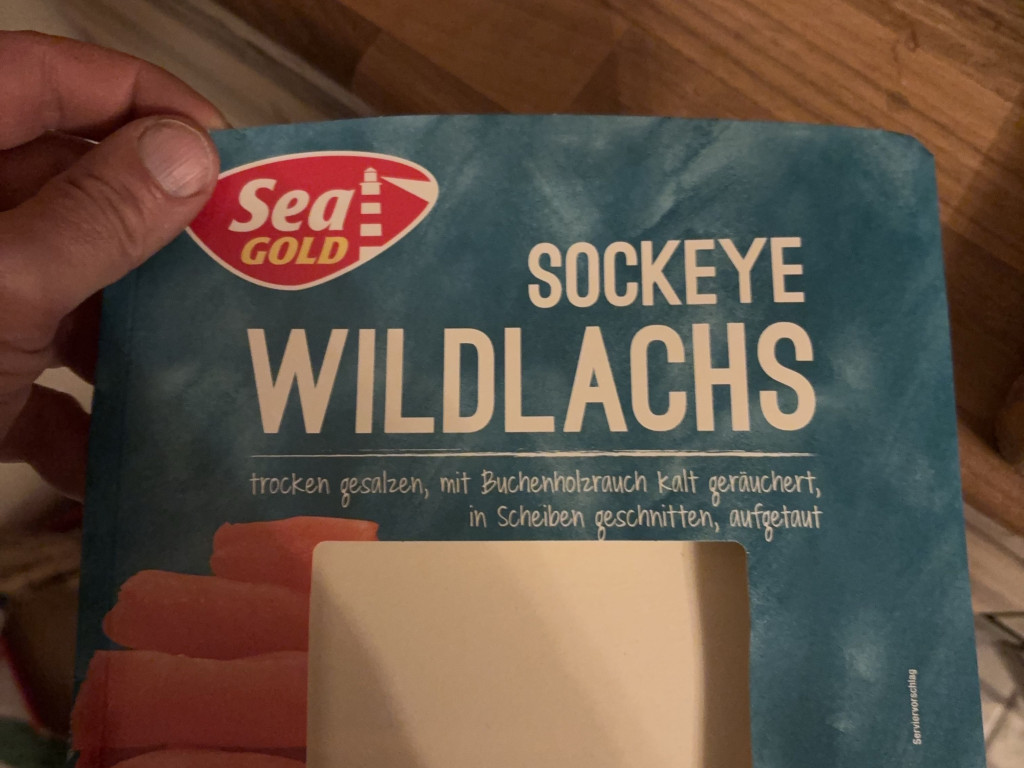 Sea
GOLD
SOCKEYE
WILDLACHS
trocken gesalzen, mit Buchenholzrauch kalt geräuchert,
in Scheiben geschnitten, aufgetaut
Serviervorschlag